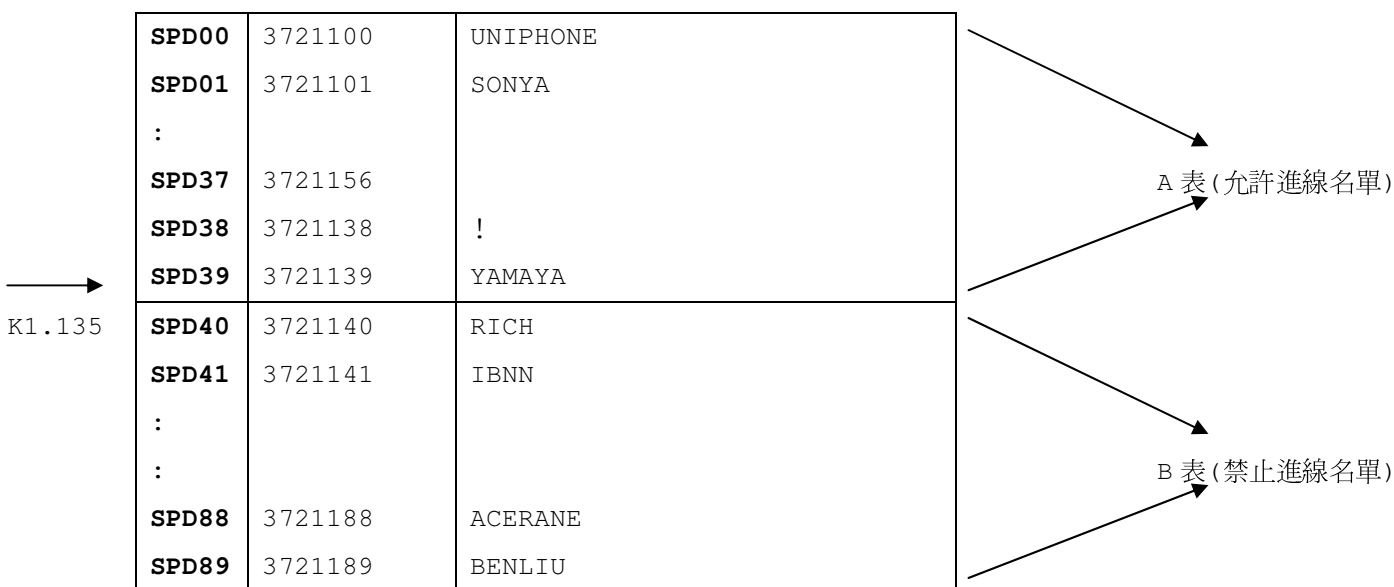 SPD00 3721100 UNIPHONE
SPD01 3721101 SONYA
:
SPD37 3721156 A 表(允許進線名單)
SPD38 3721138 !
SPD39 3721139 YAMAYA
K1.135 SPD40 3721140 RICH
SPD41 3721141 IBNN
:
: B 表(禁止進線名單)
SPD88 3721188 ACERANE
SPD89 3721189 BENLIU